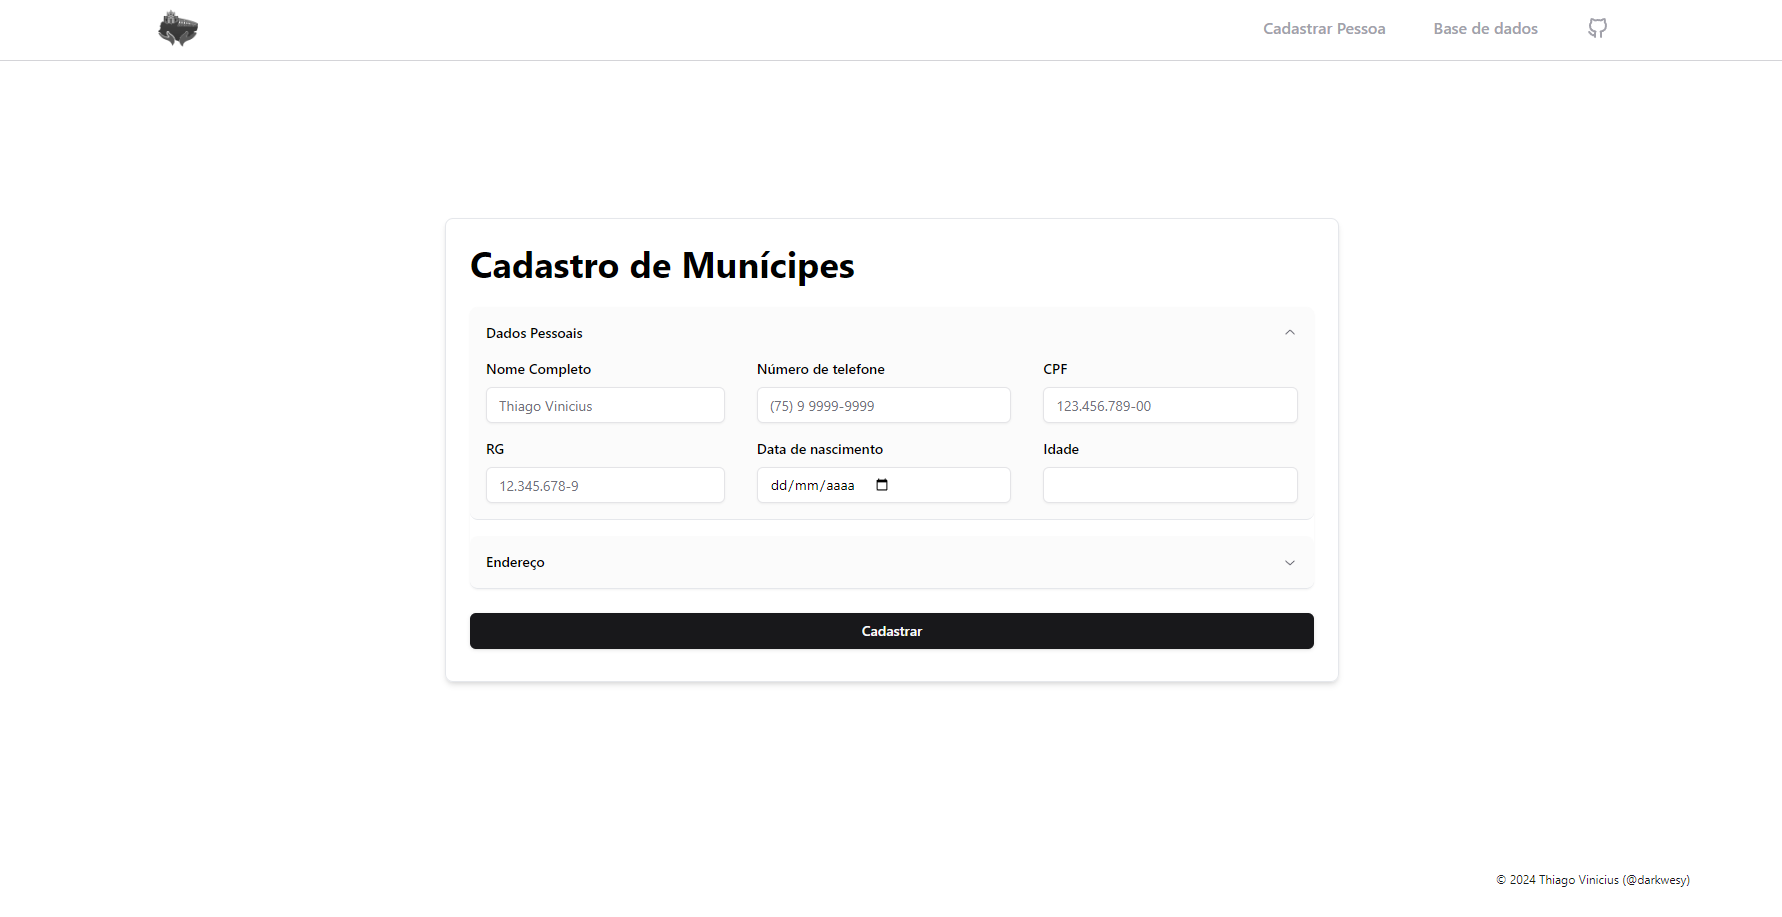 Cadastrar Pessoa Base de dados
Cadastro de Munícipes
Dados Pessoais
Nome Completo Número de telefone CPF
Thiago Vinicius (75) 9 9999-9999 123.456.789-00
RG Data de nascimento Idade
12.345.678-9 dd/mm/aaaa
Endereço
Cadastrar
© 2024 Thiago Vinicius (@darkwesy)